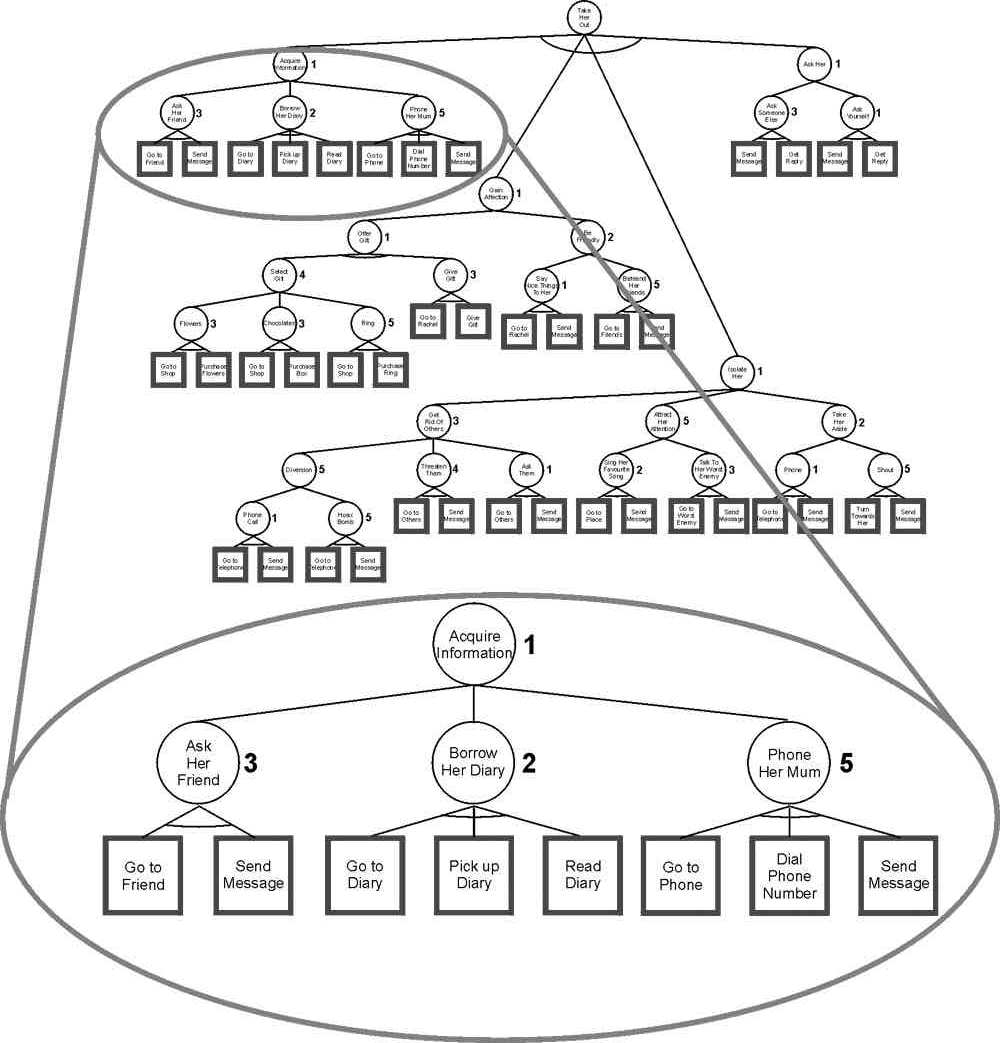 Take
Her
Out
Acquire
Information 1
Ask Her 1
Ask
Her
Friend 3
Borrow
Her Diary 2
Phone
Her Mum 5
Ask
Someone
Else 3
Ask
Yourself 1
Go to
Friend
Send
Message
Go to
Diary
Pick up
Diary
Read
Diary
Go to
Phone
Dial
Phone
Number
Send
Message
Send
Message
Get
Reply
Send
Message
Get
Reply
Gain
Affection 1
Offer
Gift 1
Be
Friendly 2
Select
Gift 4
Give
Gift 3
Say
Nice Things
To Her 1
Befriend
Her
Friends 5
Go to
Rachel
Give
Gift
Go to
Rachel
Send
Message
Go to
Friends
Send
Message
Flowers 3
Chocolates 3
Ring 5
Go to
Shop
Purchase
Flowers
Go to
Shop
Purchase
Box
Go to
Shop
Purchase
Ring
Isolate
Her 1
Get
Rid Of
Others 3
Attract
Her
Attention 5
Take
Her
Aside 2
Diversion 5
Threaten
Them 4
Ask
Them 1
Sing Her
Favourite
Song 2
Talk To
Her Worst
Enemy 3
Phone 1
Shout 5
Go to
Others
Send
Message
Go to
Others
Send
Message
Go to
Place
Send
Message
Go to
Worst
Enemy
Send
Message
Go to
Telephone
Send
Message
Turn
Towards
Her
Send
Message
Phone
Call 1
Hoax
Bomb 5
Go to
Telephone
Send
Message
Go to
Telephone
Send
Message
Acquire
Information 1
Ask
Her
Friend 3
Borrow
Her Diary 2
Phone
Her Mum 5
Go to
Friend
Send
Message
Go to
Diary
Pick up
Diary
Read
Diary
Go to
Phone
Dial
Phone
Number
Send
Message